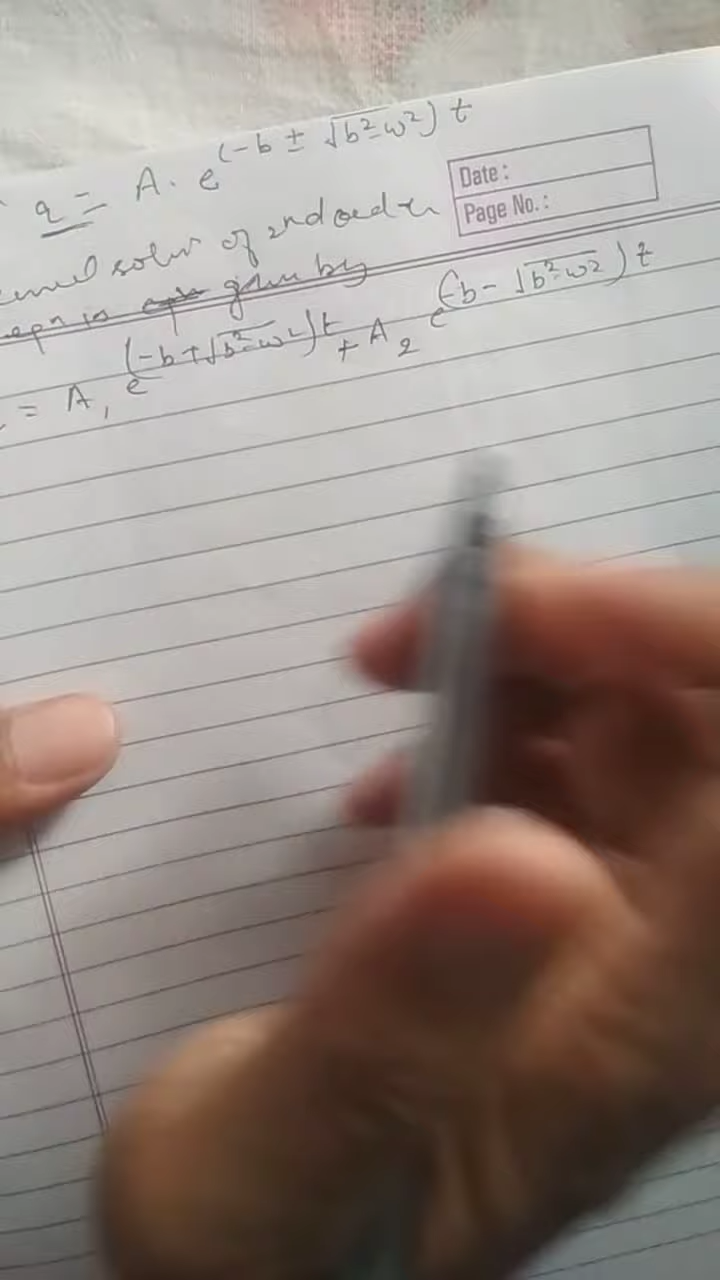 q = A. e^(-b ± √b²-ω²) t
Date :
Page No. :
soln of 2nd order
eqn is given by
= A₁ e^(-b+√b²-ω²)t + A₂ e^(-b-√b²-ω²)t